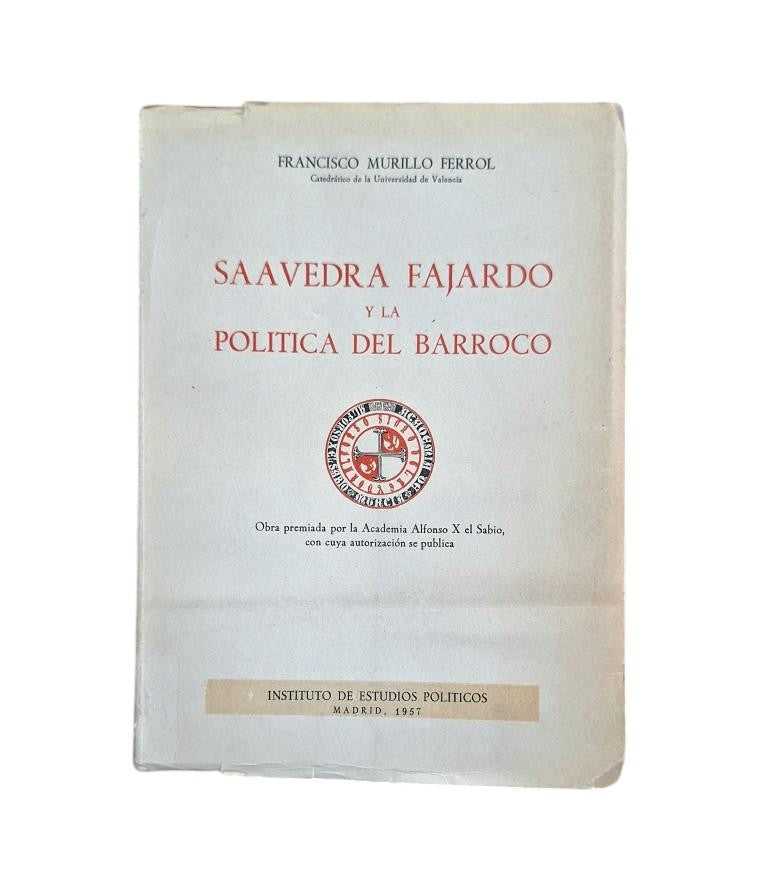 FRANCISCO MURILLO FERROL
Catedrático de la Universidad de Valencia
SAAVEDRA FAJARDO
Y LA
POLITICA DEL BARROCO
Obra premiada por la Academia Alfonso X el Sabio,
con cuya autorización se publica
INSTITUTO DE ESTUDIOS POLITICOS
MADRID, 1957